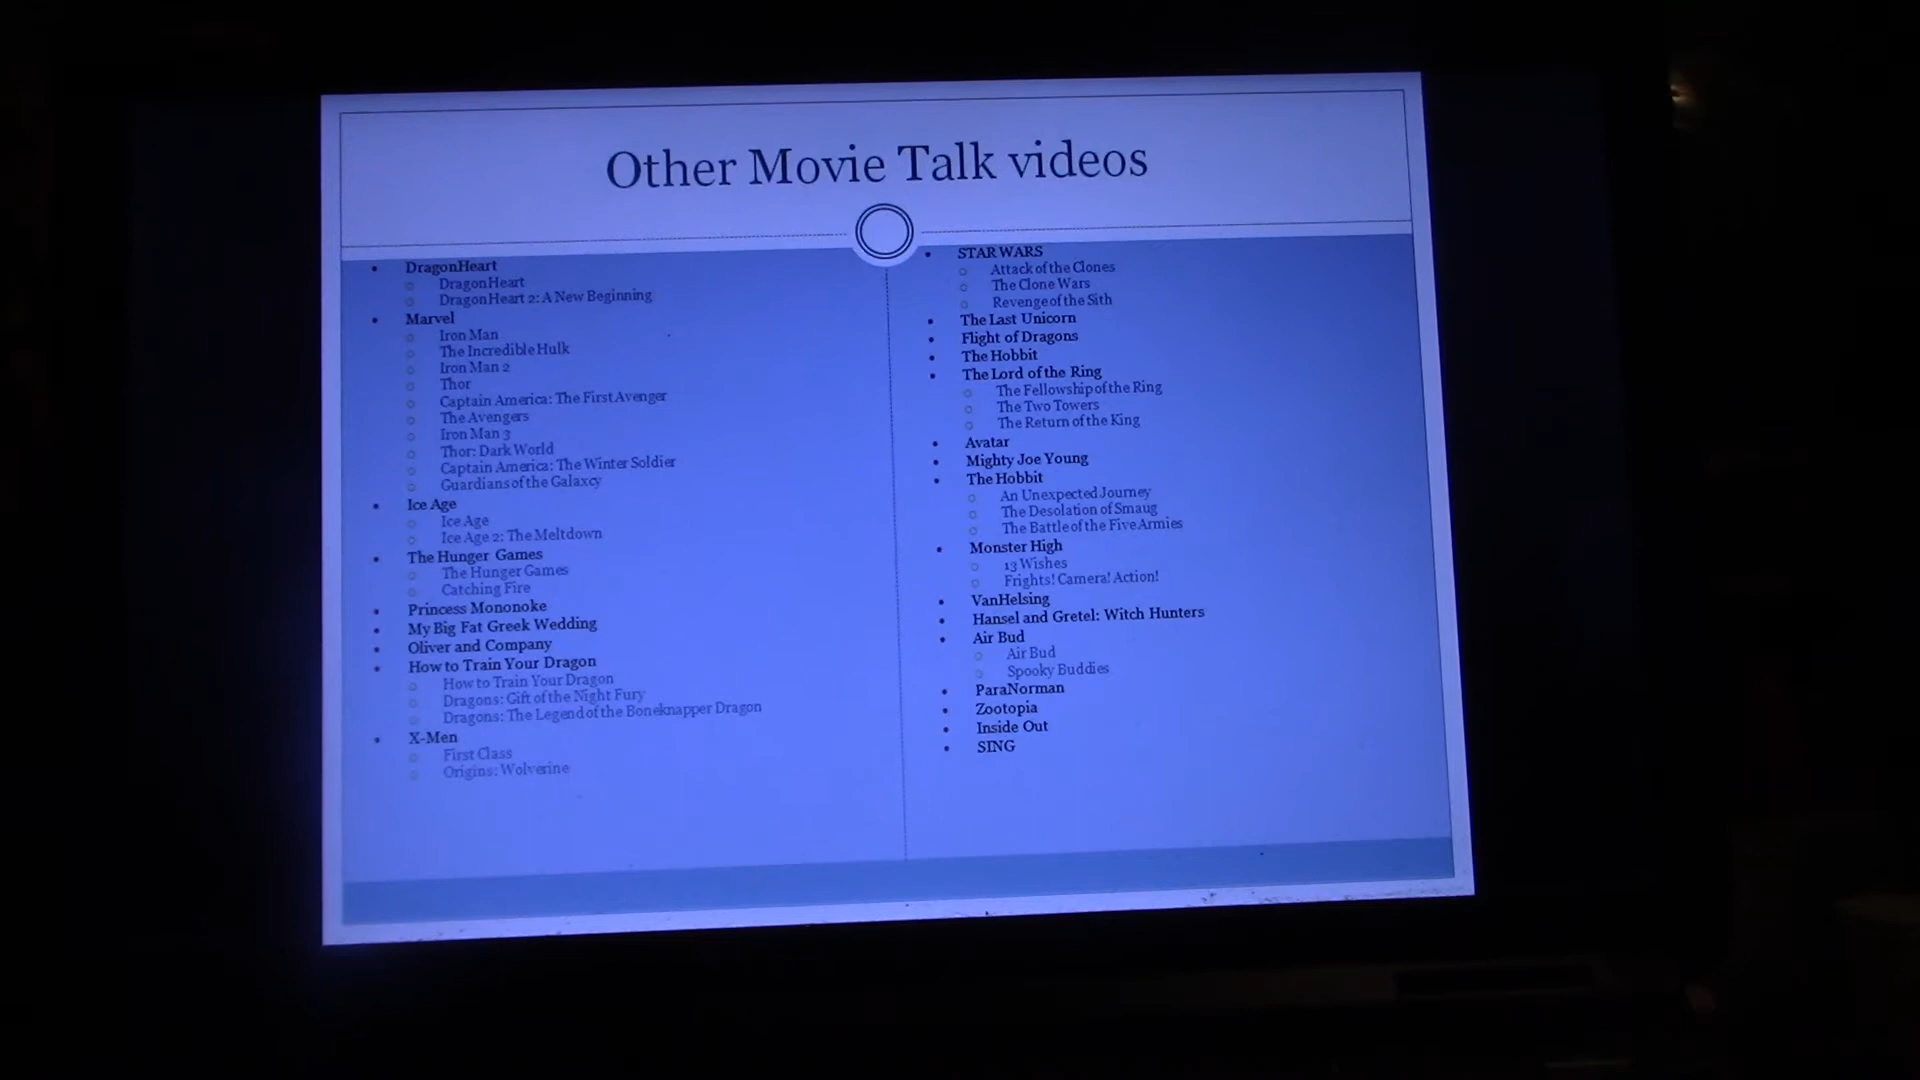 Other Movie Talk videos
DragonHeart
DragonHeart
DragonHeart 2: A New Beginning
Marvel
Iron Man
The Incredible Hulk
Iron Man 2
Thor
Captain America: The First Avenger
The Avengers
Iron Man 3
Thor: Dark World
Captain America: The Winter Soldier
Guardians of the Galaxcy
Ice Age
Ice Age
Ice Age 2: The Meltdown
The Hunger Games
The Hunger Games
Catching Fire
Princess Mononoke
My Big Fat Greek Wedding
Oliver and Company
How to Train Your Dragon
How to Train Your Dragon
Dragons: Gift of the Night Fury
Dragons: The Legend of the Boneknapper Dragon
X-Men
First Class
Origins: Wolverine
STAR WARS
Attack of the Clones
The Clone Wars
Revenge of the Sith
The Last Unicorn
Flight of Dragons
The Hobbit
The Lord of the Ring
The Fellowship of the Ring
The Two Towers
The Return of the King
Avatar
Mighty Joe Young
The Hobbit
An Unexpected Journey
The Desolation of Smaug
The Battle of the Five Armies
Monster High
13 Wishes
Frights! Camera! Action!
VanHelsing
Hansel and Gretel: Witch Hunters
Air Bud
Air Bud
Spooky Buddies
ParaNorman
Zootopia
Inside Out
SING